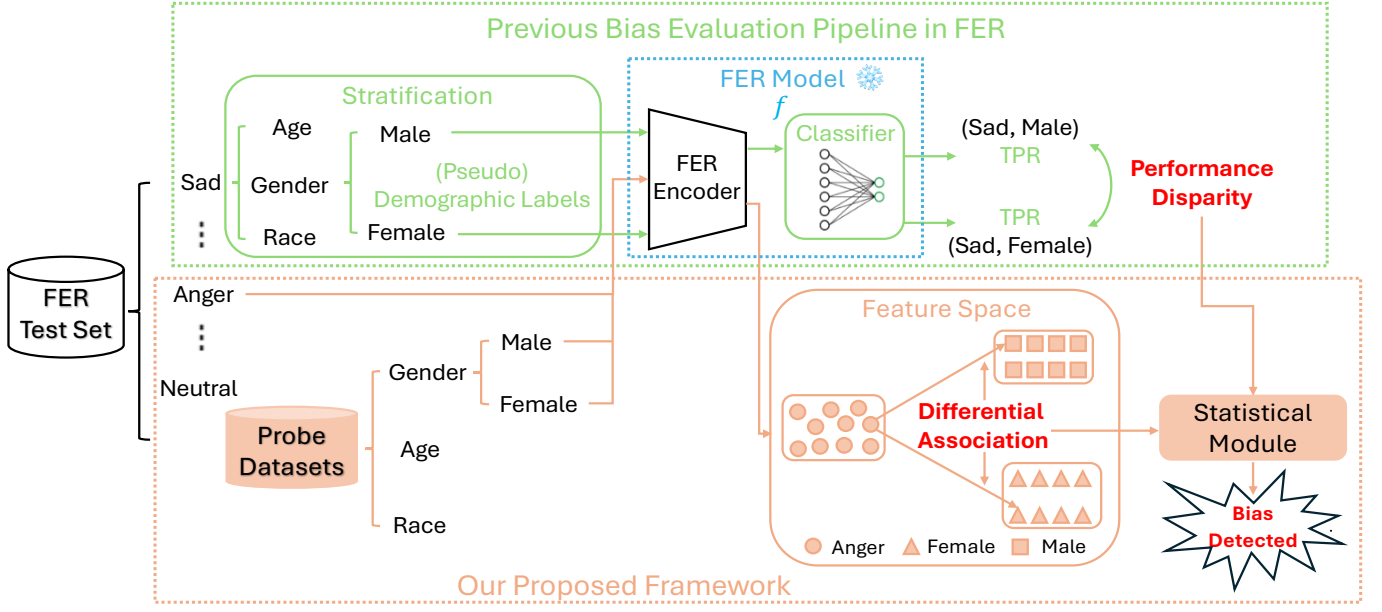 Previous Bias Evaluation Pipeline in FER
Stratification
Age
Gender
Race
Male
(Pseudo)
Demographic Labels
Female
Sad
FER Model
f
FER
Encoder
Classifier
(Sad, Male)
TPR
TPR
(Sad, Female)
Performance
Disparity
FER
Test Set
Anger
Neutral
Probe
Datasets
Gender
Age
Race
Male
Female
Feature Space
Differential
Association
Anger
Female
Male
Statistical
Module
Bias
Detected
Our Proposed Framework